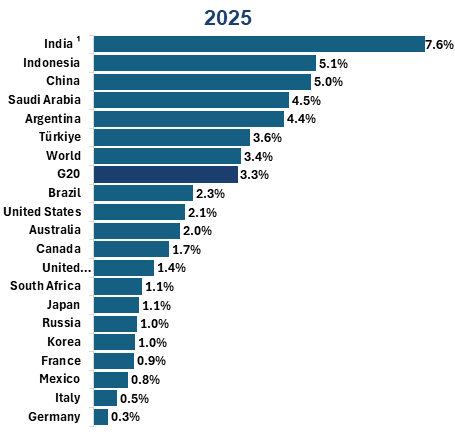 2025
India ¹ 7.6%
Indonesia 5.1%
China 5.0%
Saudi Arabia 4.5%
Argentina 4.4%
Türkiye 3.6%
World 3.4%
G20 3.3%
Brazil 2.3%
United States 2.1%
Australia 2.0%
Canada 1.7%
United... 1.4%
South Africa 1.1%
Japan 1.1%
Russia 1.0%
Korea 1.0%
France 0.9%
Mexico 0.8%
Italy 0.5%
Germany 0.3%